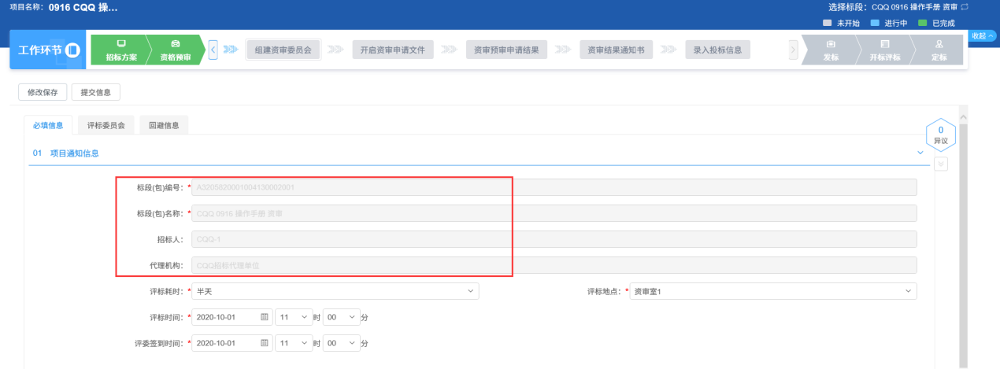 项目名称: 0916 CQQ 操... 选择标段: CQQ 0916 操作手册 资审
未开始 进行中 已完成
收起
工作环节 招标方案 资格预审 组建资审委员会 开启资审申请文件 资审预审申请结果 资审结果通知书 录入投标信息 发标 开标评标 定标
修改保存 提交信息
必填信息 评标委员会 回避信息
0
异议
01 项目通知信息
标段(包)编号: * A3205820001004130002001
标段(包)名称: * CQQ 0916 操作手册 资审
招标人: CQQ-1
代理机构: CQQ招标代理单位
评标耗时: * 半天 评标地点: * 资审室1
评标时间: * 2020-10-01 11 时 00 分
评委签到时间: * 2020-10-01 11 时 00 分